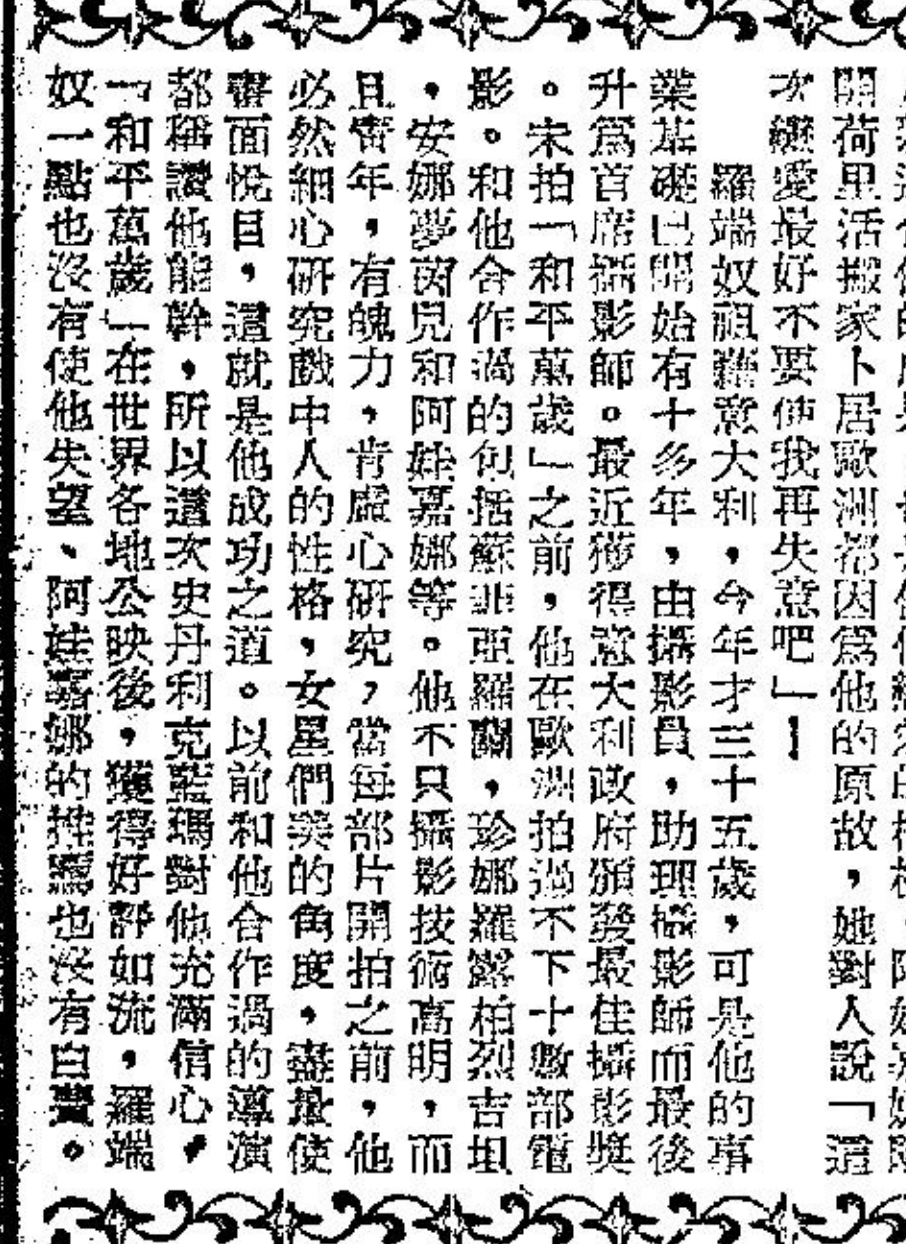 開荷里活搬家卜居歐洲都因爲他的原故，她對人說「這
次戀愛最好不要使我再失意吧」！
羅端奴祖籍意大利，今年才三十五歲，可是他的事
業基礎已開始有十多年，由攝影員，助理攝影師而最後
升爲首席攝影師。最近獲得意大利政府頒發最佳攝影獎
。未拍「和平萬歲」之前，他在歐洲拍過不下十數部電
影。和他合作過的包括蘇菲亞羅蘭，珍娜羅露柏烈吉坦
，安娜夢茵兒和阿娃嘉娜等。他不只攝影技術高明，而
且富年，有魄力，肯虛心研究，當每部片開拍之前，他
必然細心研究戲中人的性格，女星們美的角度，盡量使
畫面悅目，這就是他成功之道。以前和他合作過的導演
都稱讚他能幹，所以這次史丹利克藍瑪對他充滿信心，
「和平萬歲」在世界各地公映後，獲得好評如流，羅端
奴一點也沒有使他失望、阿娃嘉娜的推薦也沒有白費。